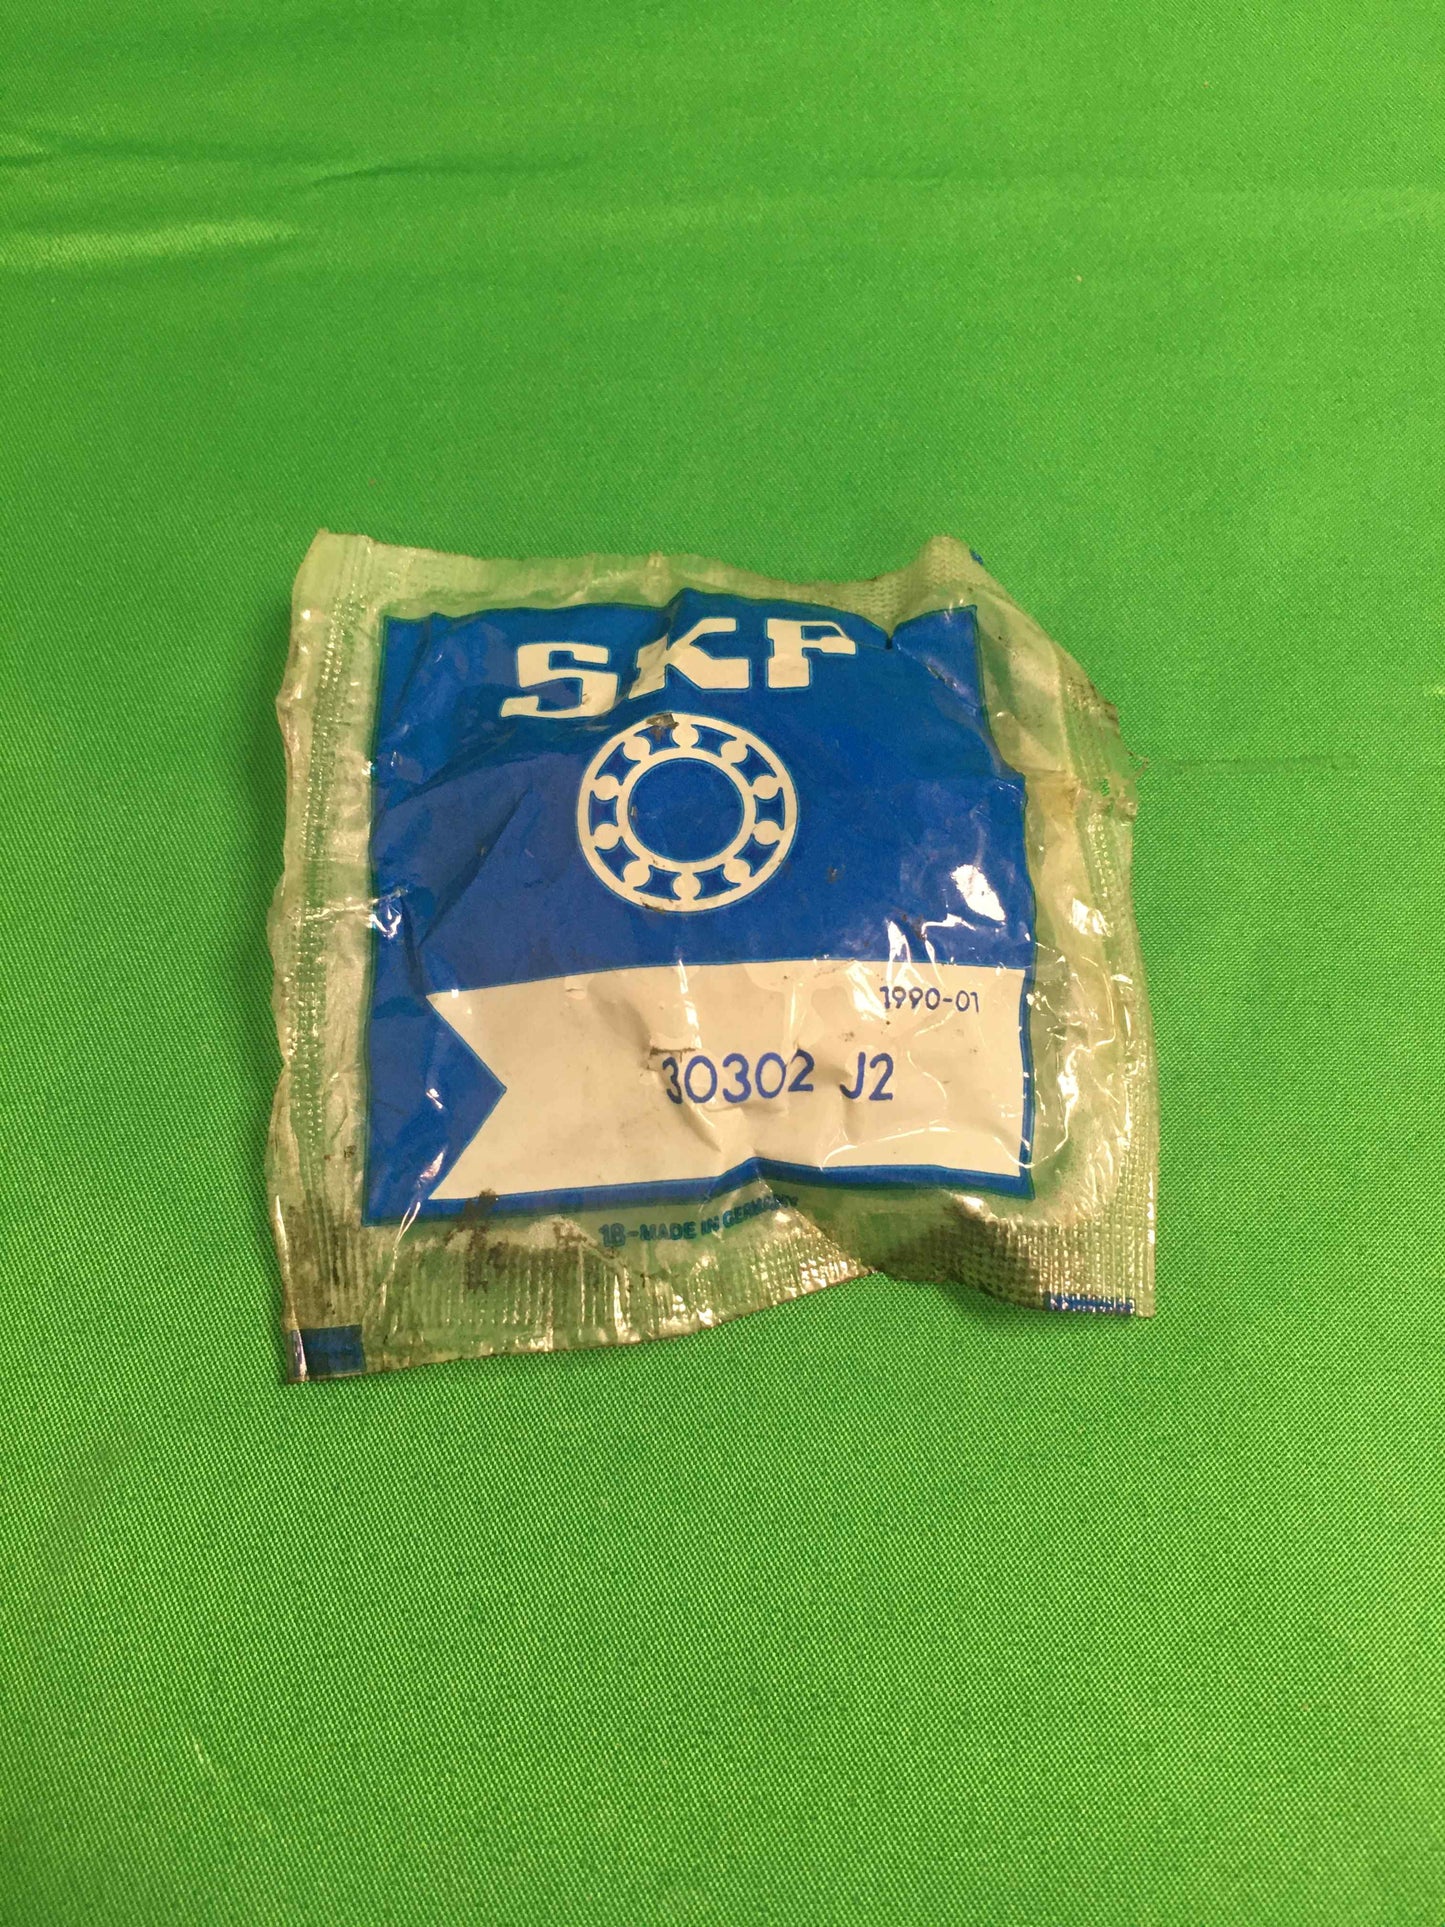 SKF
1990-01
30302 J2
18-MADE IN GERMANY